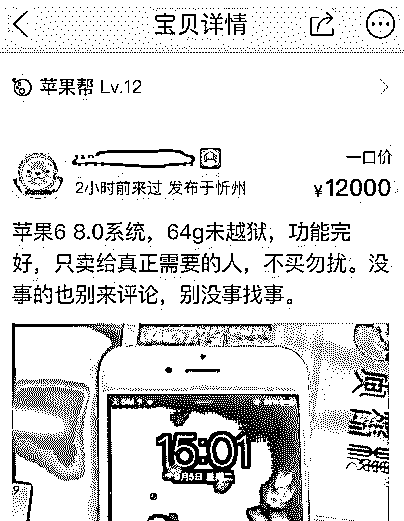 宝贝详情
苹果帮 Lv.12
一口价
2小时前来过 发布于忻州
¥12000
苹果6 8.0系统，64g未越狱，功能完
好，只卖给真正需要的人，不买勿扰。没
事的也别来评论，别没事找事。
15:01